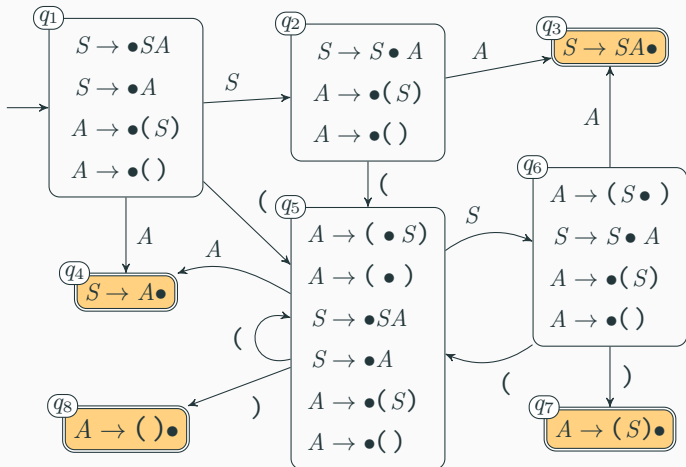 q1
S → •SA
S → •A
A → •(S)
A → •()
S
q2
S → S • A
A → •(S)
A → •()
A
q3
S → SA•
A
(
(
A
q4
S → A•
A
q5
A → ( • S)
A → ( • )
S → •SA
S → •A
A → •(S)
A → •()
(
S
q6
A → (S• )
S → S • A
A → •(S)
A → •()
(
)
q7
A → (S)•
)
q8
A → ( )•